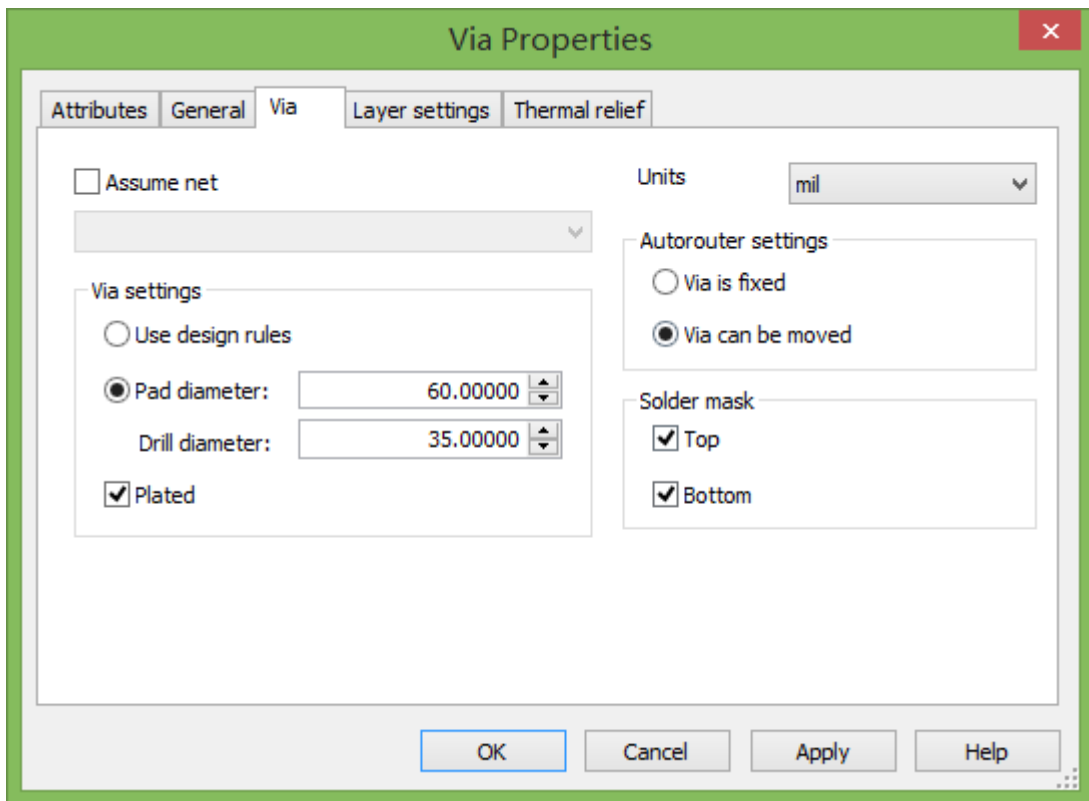 Via Properties
Attributes General Via Layer settings Thermal relief
Assume net
Units mil
Autorouter settings
Via is fixed
Via can be moved
Via settings
Use design rules
Pad diameter: 60.00000
Drill diameter: 35.00000
Plated
Solder mask
Top
Bottom
OK Cancel Apply Help